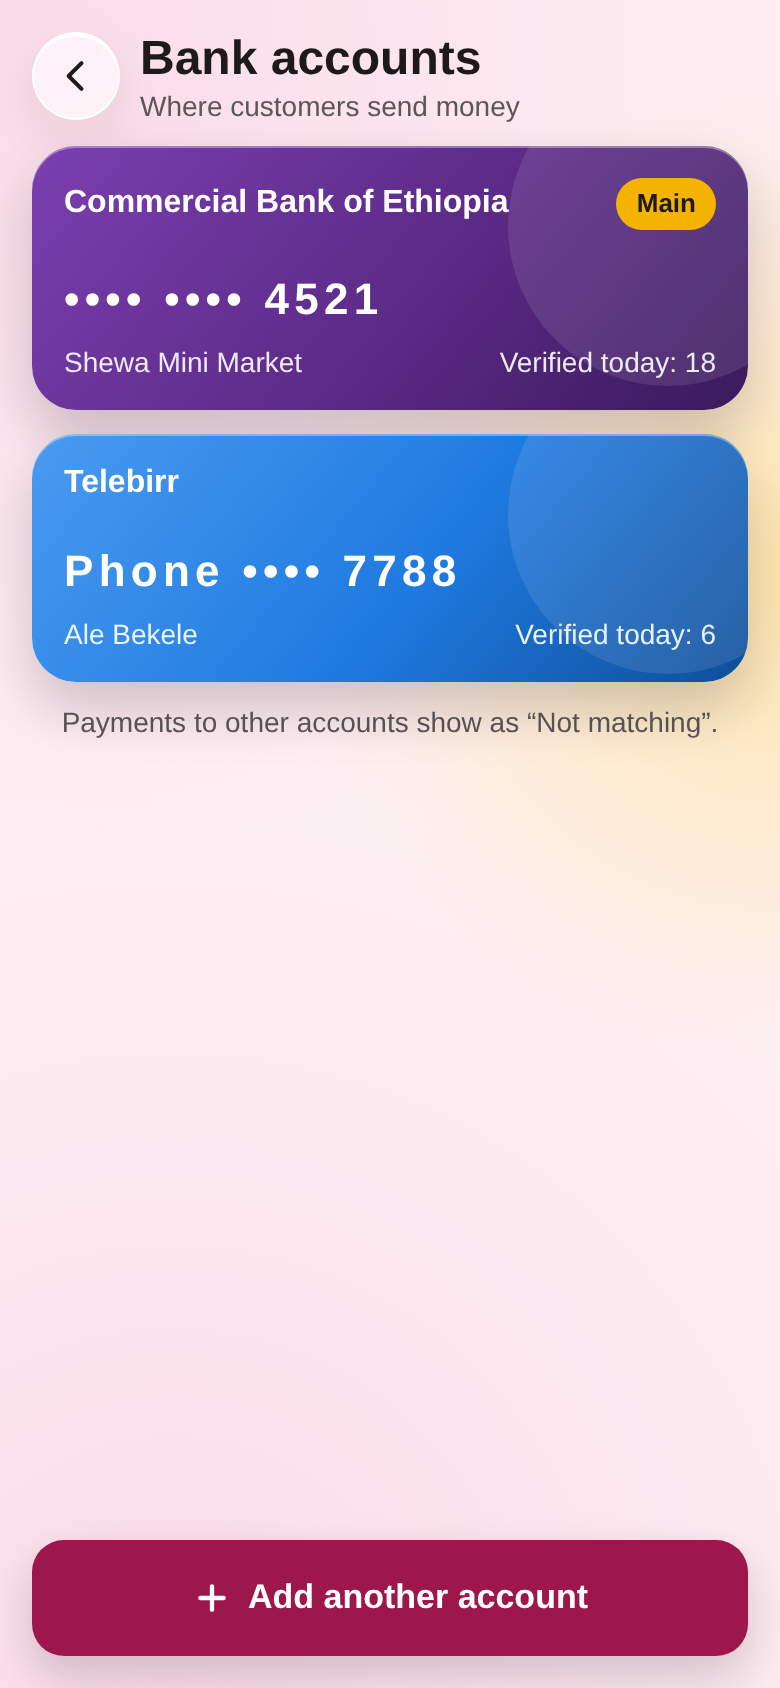 Bank accounts
Where customers send money
Commercial Bank of Ethiopia
Main
•••• •••• 4521
Shewa Mini Market
Verified today: 18
Telebirr
Phone •••• 7788
Ale Bekele
Verified today: 6
Payments to other accounts show as “Not matching”.
Add another account